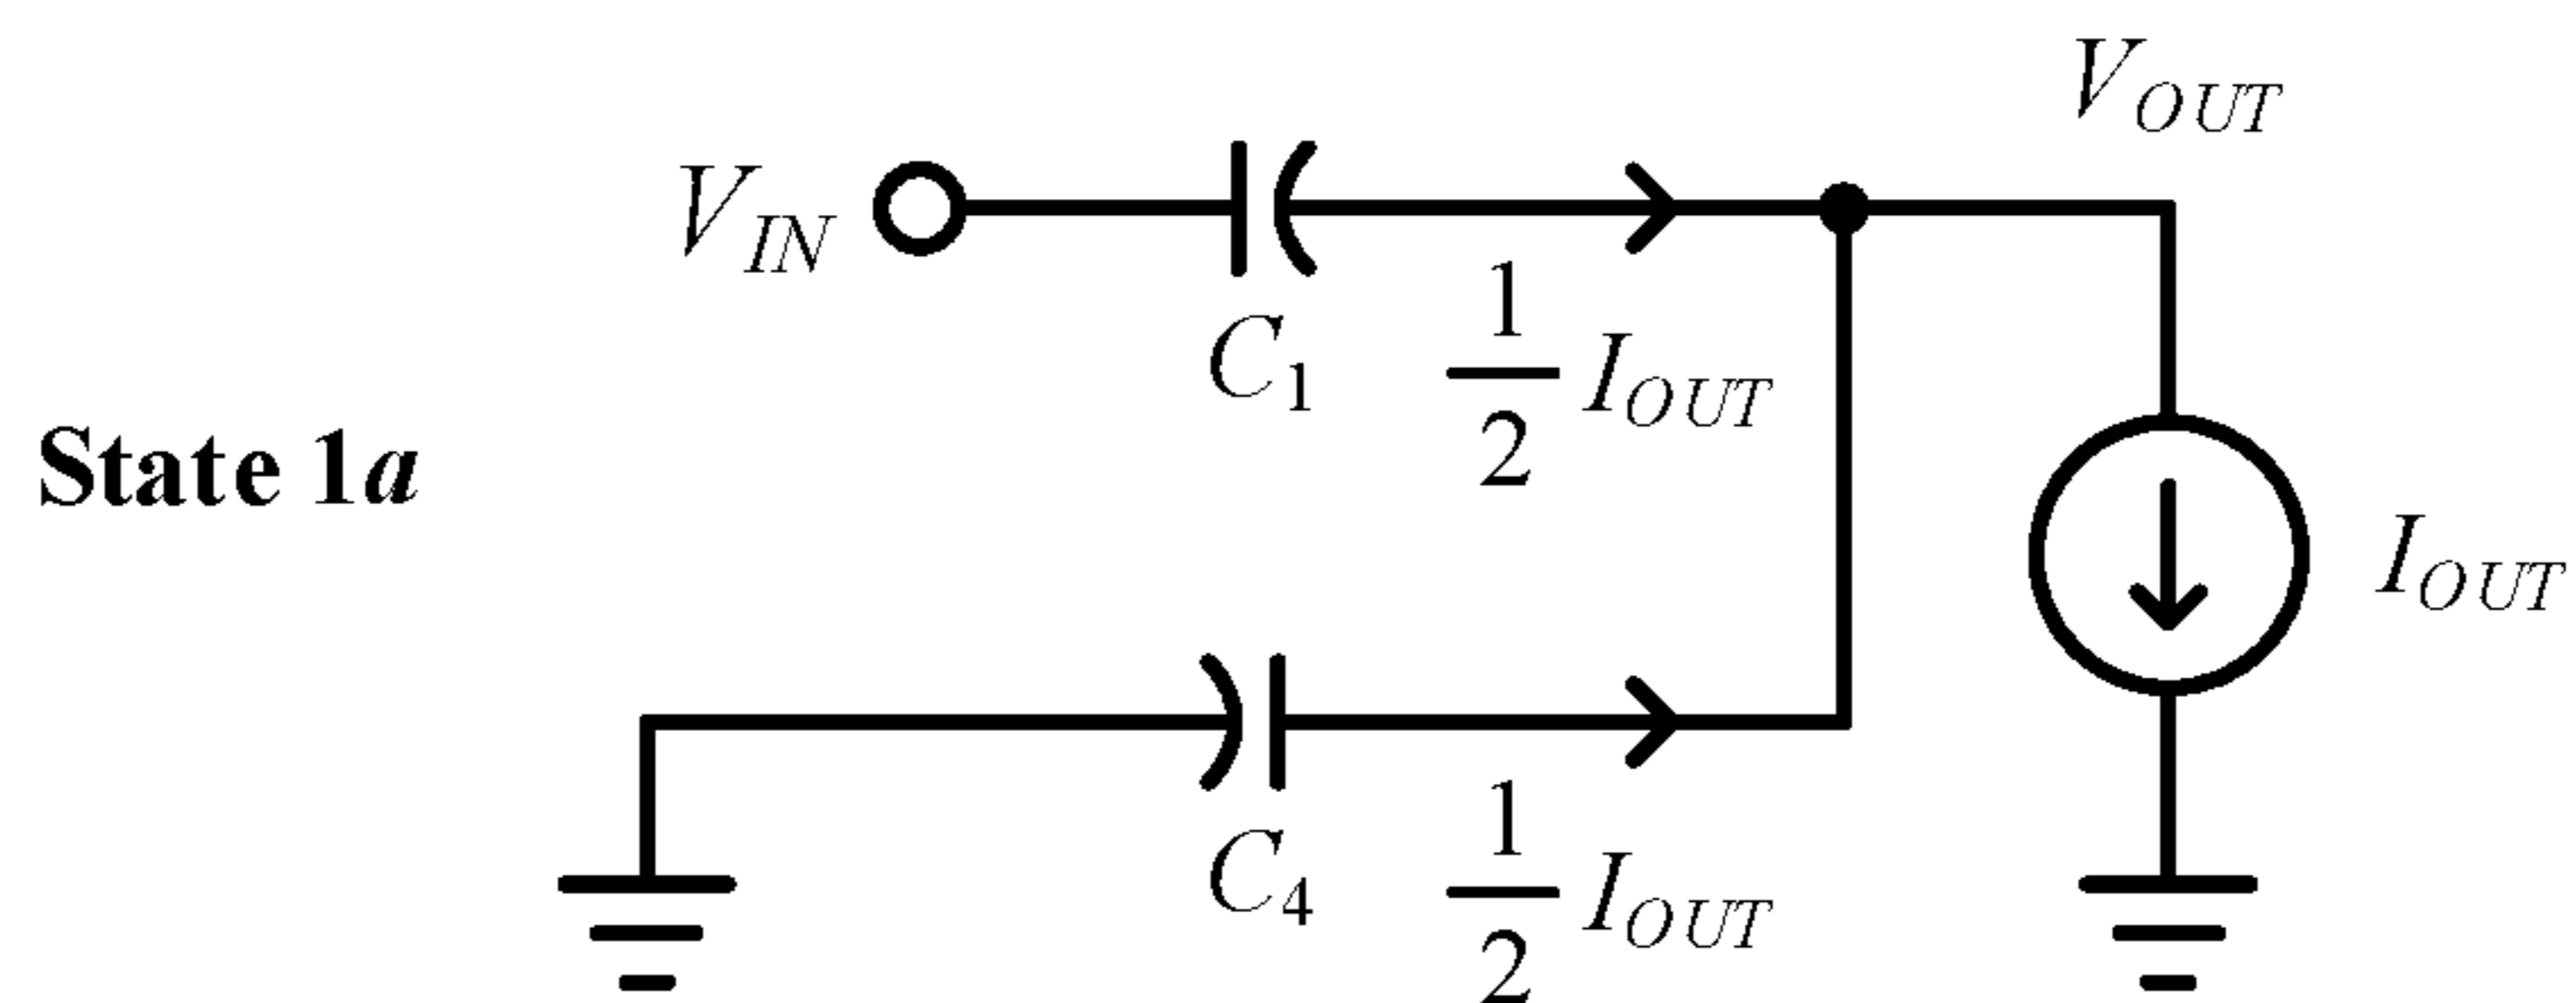 V_OUT
V_IN
C_1
1/2 I_OUT
State 1a
I_OUT
C_4
1/2 I_OUT